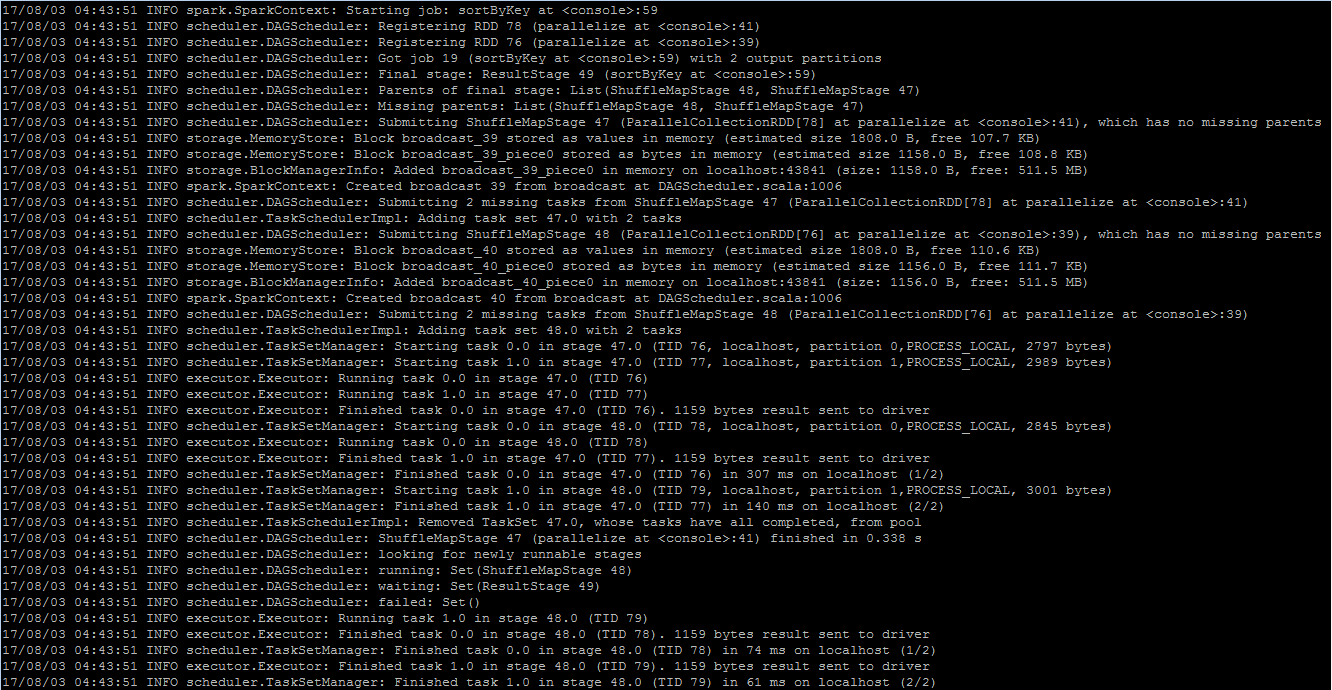 17/08/03 04:43:51 INFO spark.SparkContext: Starting job: sortByKey at <console>:59
17/08/03 04:43:51 INFO scheduler.DAGScheduler: Registering RDD 78 (parallelize at <console>:41)
17/08/03 04:43:51 INFO scheduler.DAGScheduler: Registering RDD 76 (parallelize at <console>:39)
17/08/03 04:43:51 INFO scheduler.DAGScheduler: Got job 19 (sortByKey at <console>:59) with 2 output partitions
17/08/03 04:43:51 INFO scheduler.DAGScheduler: Final stage: ResultStage 49 (sortByKey at <console>:59)
17/08/03 04:43:51 INFO scheduler.DAGScheduler: Parents of final stage: List(ShuffleMapStage 48, ShuffleMapStage 47)
17/08/03 04:43:51 INFO scheduler.DAGScheduler: Missing parents: List(ShuffleMapStage 48, ShuffleMapStage 47)
17/08/03 04:43:51 INFO scheduler.DAGScheduler: Submitting ShuffleMapStage 47 (ParallelCollectionRDD[78] at parallelize at <console>:41), which has no missing parents
17/08/03 04:43:51 INFO storage.MemoryStore: Block broadcast_39 stored as values in memory (estimated size 1808.0 B, free 107.7 KB)
17/08/03 04:43:51 INFO storage.MemoryStore: Block broadcast_39_piece0 stored as bytes in memory (estimated size 1158.0 B, free 108.8 KB)
17/08/03 04:43:51 INFO storage.BlockManagerInfo: Added broadcast_39_piece0 in memory on localhost:43841 (size: 1158.0 B, free: 511.5 MB)
17/08/03 04:43:51 INFO spark.SparkContext: Created broadcast 39 from broadcast at DAGScheduler.scala:1006
17/08/03 04:43:51 INFO scheduler.DAGScheduler: Submitting 2 missing tasks from ShuffleMapStage 47 (ParallelCollectionRDD[78] at parallelize at <console>:41)
17/08/03 04:43:51 INFO scheduler.TaskSchedulerImpl: Adding task set 47.0 with 2 tasks
17/08/03 04:43:51 INFO scheduler.DAGScheduler: Submitting ShuffleMapStage 48 (ParallelCollectionRDD[76] at parallelize at <console>:39), which has no missing parents
17/08/03 04:43:51 INFO storage.MemoryStore: Block broadcast_40 stored as values in memory (estimated size 1808.0 B, free 110.6 KB)
17/08/03 04:43:51 INFO storage.MemoryStore: Block broadcast_40_piece0 stored as bytes in memory (estimated size 1156.0 B, free 111.7 KB)
17/08/03 04:43:51 INFO storage.BlockManagerInfo: Added broadcast_40_piece0 in memory on localhost:43841 (size: 1156.0 B, free: 511.5 MB)
17/08/03 04:43:51 INFO spark.SparkContext: Created broadcast 40 from broadcast at DAGScheduler.scala:1006
17/08/03 04:43:51 INFO scheduler.DAGScheduler: Submitting 2 missing tasks from ShuffleMapStage 48 (ParallelCollectionRDD[76] at parallelize at <console>:39)
17/08/03 04:43:51 INFO scheduler.TaskSchedulerImpl: Adding task set 48.0 with 2 tasks
17/08/03 04:43:51 INFO scheduler.TaskSetManager: Starting task 0.0 in stage 47.0 (TID 76, localhost, partition 0,PROCESS_LOCAL, 2797 bytes)
17/08/03 04:43:51 INFO scheduler.TaskSetManager: Starting task 1.0 in stage 47.0 (TID 77, localhost, partition 1,PROCESS_LOCAL, 2989 bytes)
17/08/03 04:43:51 INFO executor.Executor: Running task 0.0 in stage 47.0 (TID 76)
17/08/03 04:43:51 INFO executor.Executor: Running task 1.0 in stage 47.0 (TID 77)
17/08/03 04:43:51 INFO executor.Executor: Finished task 0.0 in stage 47.0 (TID 76). 1159 bytes result sent to driver
17/08/03 04:43:51 INFO scheduler.TaskSetManager: Starting task 0.0 in stage 48.0 (TID 78, localhost, partition 0,PROCESS_LOCAL, 2845 bytes)
17/08/03 04:43:51 INFO executor.Executor: Running task 0.0 in stage 48.0 (TID 78)
17/08/03 04:43:51 INFO executor.Executor: Finished task 1.0 in stage 47.0 (TID 77). 1159 bytes result sent to driver
17/08/03 04:43:51 INFO scheduler.TaskSetManager: Finished task 0.0 in stage 47.0 (TID 76) in 307 ms on localhost (1/2)
17/08/03 04:43:51 INFO scheduler.TaskSetManager: Starting task 1.0 in stage 48.0 (TID 79, localhost, partition 1,PROCESS_LOCAL, 3001 bytes)
17/08/03 04:43:51 INFO scheduler.TaskSetManager: Finished task 1.0 in stage 47.0 (TID 77) in 140 ms on localhost (2/2)
17/08/03 04:43:51 INFO scheduler.TaskSchedulerImpl: Removed TaskSet 47.0, whose tasks have all completed, from pool
17/08/03 04:43:51 INFO scheduler.DAGScheduler: ShuffleMapStage 47 (parallelize at <console>:41) finished in 0.338 s
17/08/03 04:43:51 INFO scheduler.DAGScheduler: looking for newly runnable stages
17/08/03 04:43:51 INFO scheduler.DAGScheduler: running: Set(ShuffleMapStage 48)
17/08/03 04:43:51 INFO scheduler.DAGScheduler: waiting: Set(ResultStage 49)
17/08/03 04:43:51 INFO scheduler.DAGScheduler: failed: Set()
17/08/03 04:43:51 INFO executor.Executor: Running task 1.0 in stage 48.0 (TID 79)
17/08/03 04:43:51 INFO executor.Executor: Finished task 0.0 in stage 48.0 (TID 78). 1159 bytes result sent to driver
17/08/03 04:43:51 INFO scheduler.TaskSetManager: Finished task 0.0 in stage 48.0 (TID 78) in 74 ms on localhost (1/2)
17/08/03 04:43:51 INFO executor.Executor: Finished task 1.0 in stage 48.0 (TID 79). 1159 bytes result sent to driver
17/08/03 04:43:51 INFO scheduler.TaskSetManager: Finished task 1.0 in stage 48.0 (TID 79) in 61 ms on localhost (2/2)